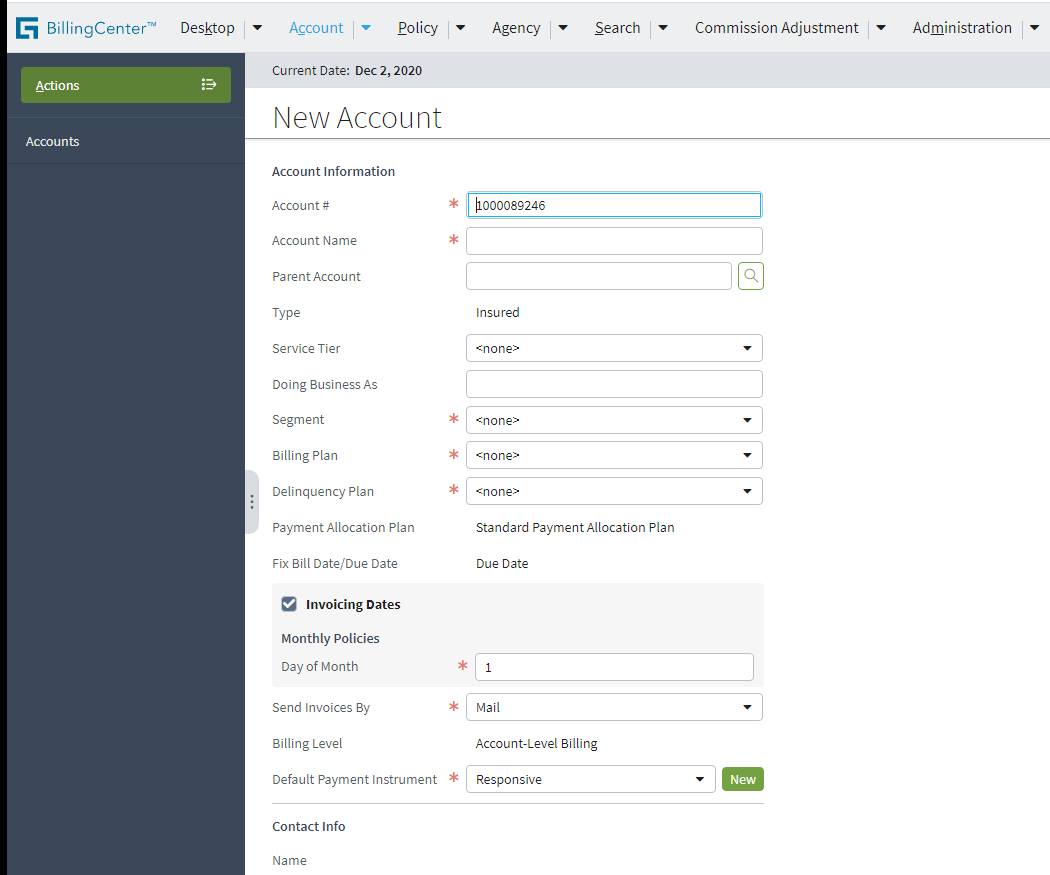 BillingCenter™ Desktop Account Policy Agency Search Commission Adjustment Administration
Actions
Current Date: Dec 2, 2020
Accounts
New Account
Account Information
Account # * 1000089246
Account Name *
Parent Account
Type Insured
Service Tier <none>
Doing Business As
Segment * <none>
Billing Plan * <none>
Delinquency Plan * <none>
Payment Allocation Plan Standard Payment Allocation Plan
Fix Bill Date/Due Date Due Date
Invoicing Dates
Monthly Policies
Day of Month * 1
Send Invoices By * Mail
Billing Level Account-Level Billing
Default Payment Instrument * Responsive New
Contact Info
Name